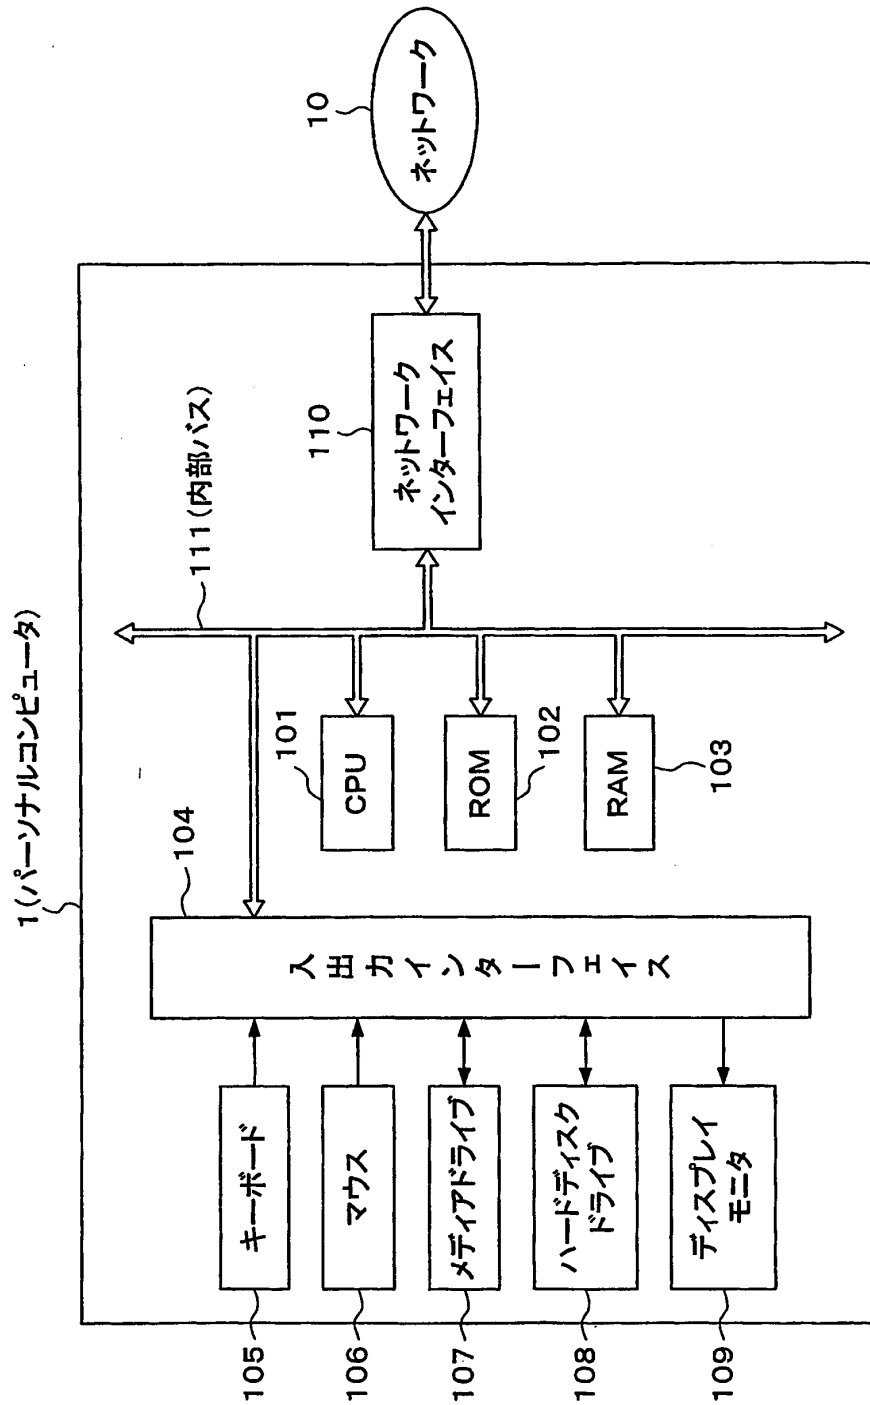 1(パーソナルコンピュータ)
105
キーボード
106
マウス
107
メディアドライブ
108
ハードディスク
ドライブ
109
ディスプレイ
モニタ
104
入出力インターフェイス
101
CPU
ROM
102
RAM
103
111(内部バス)
110
ネットワーク
インターフェイス
10
ネットワーク